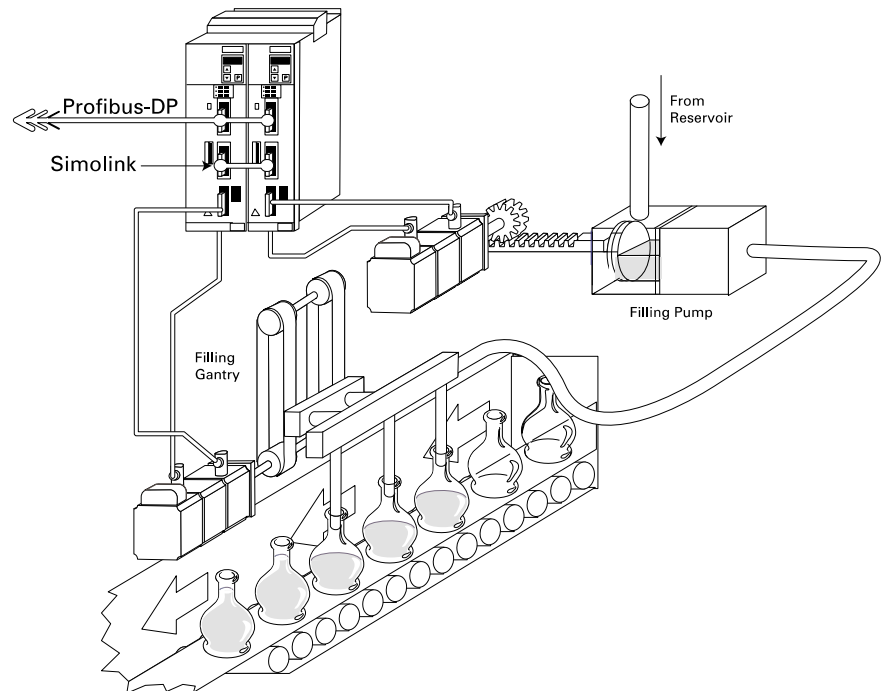 Profibus-DP
Simolink
From
Reservoir
Filling Pump
Filling
Gantry